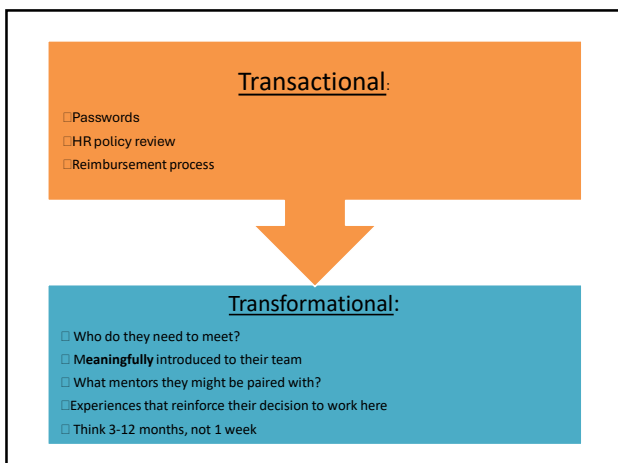 Transactional:
□Passwords
□HR policy review
□Reimbursement process
Transformational:
□ Who do they need to meet?
□ Meaningfully introduced to their team
□ What mentors they might be paired with?
□Experiences that reinforce their decision to work here
□ Think 3-12 months, not 1 week